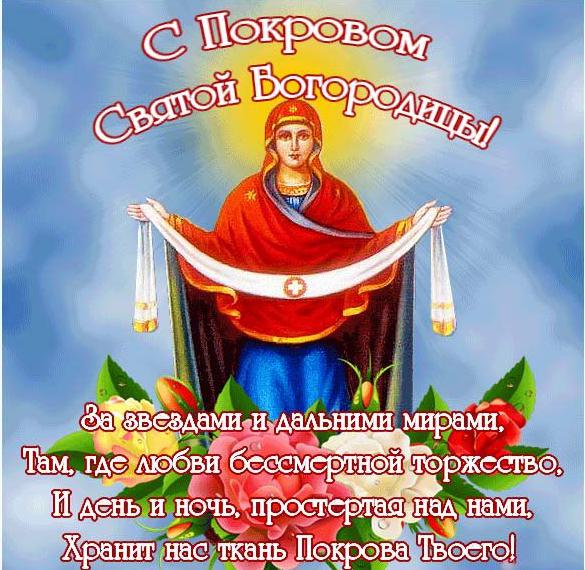 С Покровом
Святой Богородицы!
За звездами и дальними мирами,
Там, где любви бессмертной торжество,
И день и ночь, простертая над нами,
Хранит нас ткань Покрова Твоего!